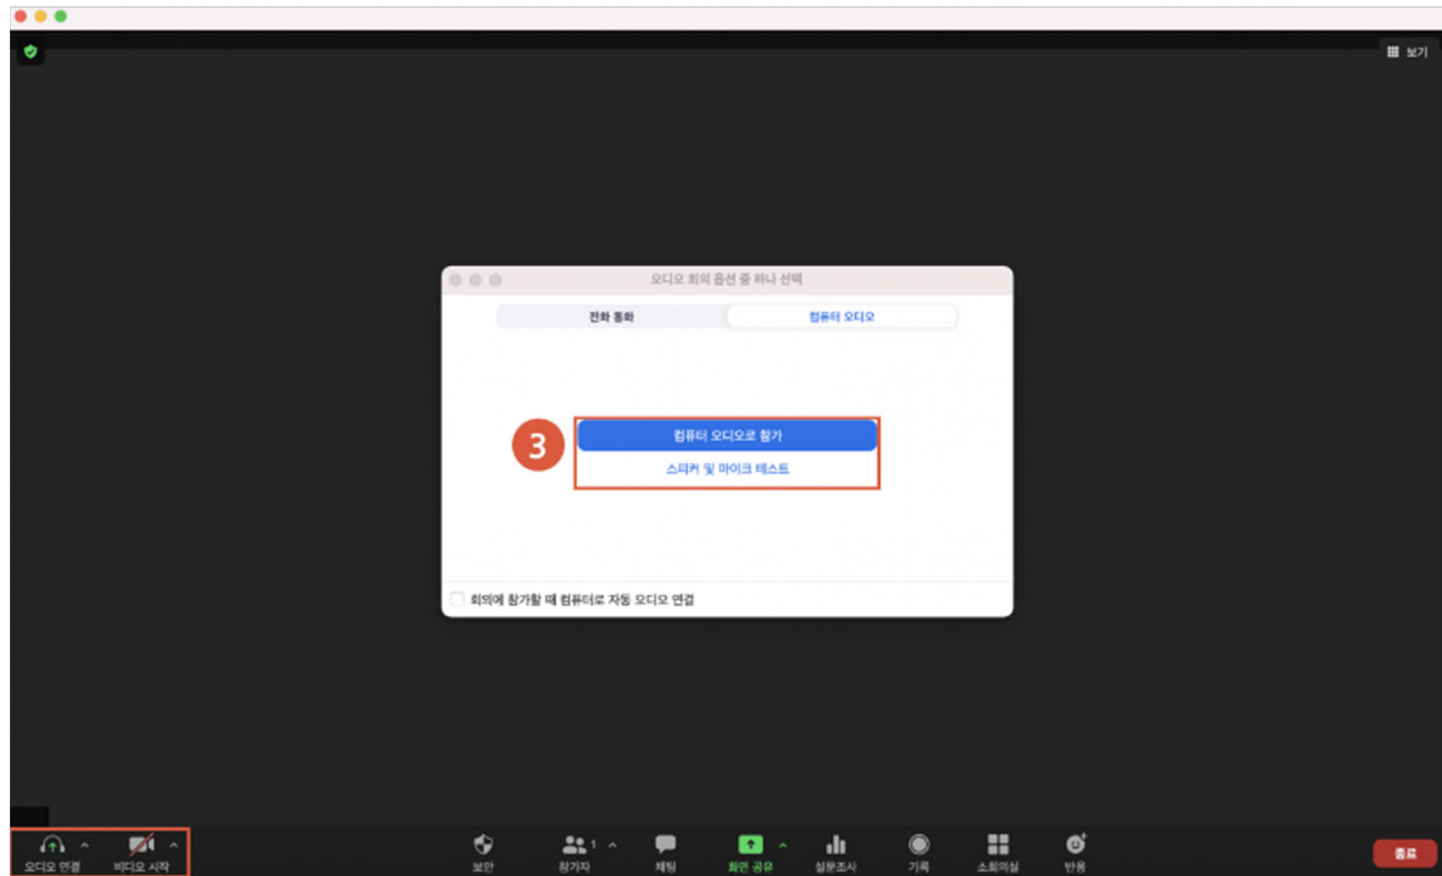 보기
오디오 회의 옵션 중 하나 선택
전화 통화
컴퓨터 오디오
3
컴퓨터 오디오로 참가
스피커 및 마이크 테스트
회의에 참가할 때 컴퓨터로 자동 오디오 연결
오디오 연결
비디오 시작
보안
1
참가자
채팅
화면 공유
설문조사
기록
소회의실
반응
종료